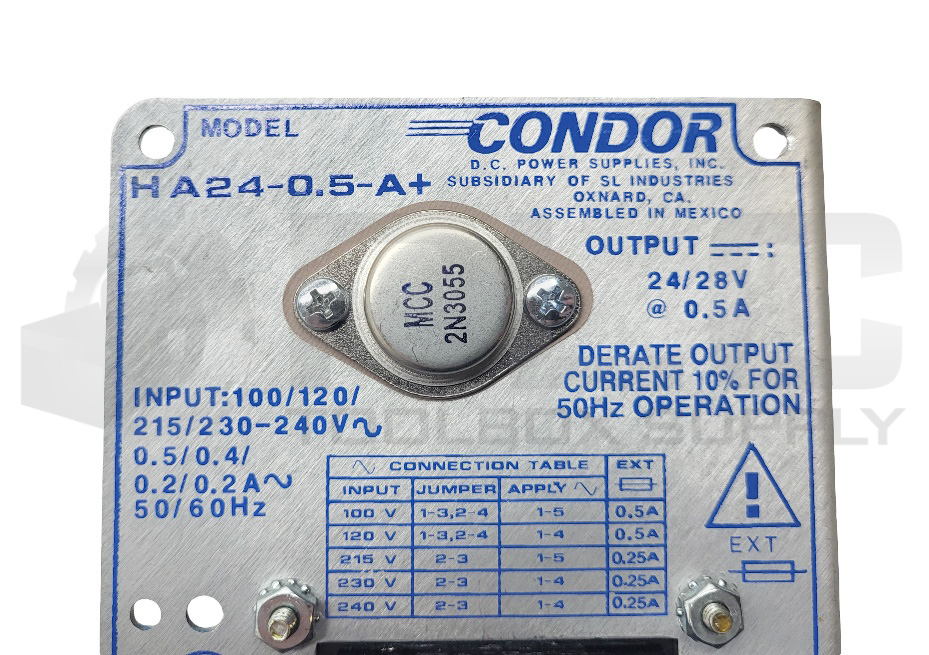 MODEL
HA24-0.5-A+
CONDOR
D.C. POWER SUPPLIES, INC.
SUBSIDIARY OF SL INDUSTRIES
OXNARD, CA.
ASSEMBLED IN MEXICO
OUTPUT
24/28V
@ 0.5A
MCC
2N3055
DERATE OUTPUT
CURRENT 10% FOR
50Hz OPERATION
INPUT:100/120/
215/230-240V∿
0.5/0.4/
0.2/0.2A∿
50/60Hz
∿ CONNECTION TABLE EXT
INPUT JUMPER APPLY ∿
100 V 1-3,2-4 1-5 0.5A
120 V 1-3,2-4 1-4 0.5A
215 V 2-3 1-5 0.25A
230 V 2-3 1-4 0.25A
240 V 2-3 1-4 0.25A
!
EXT
TOOLBOX SUPPLY